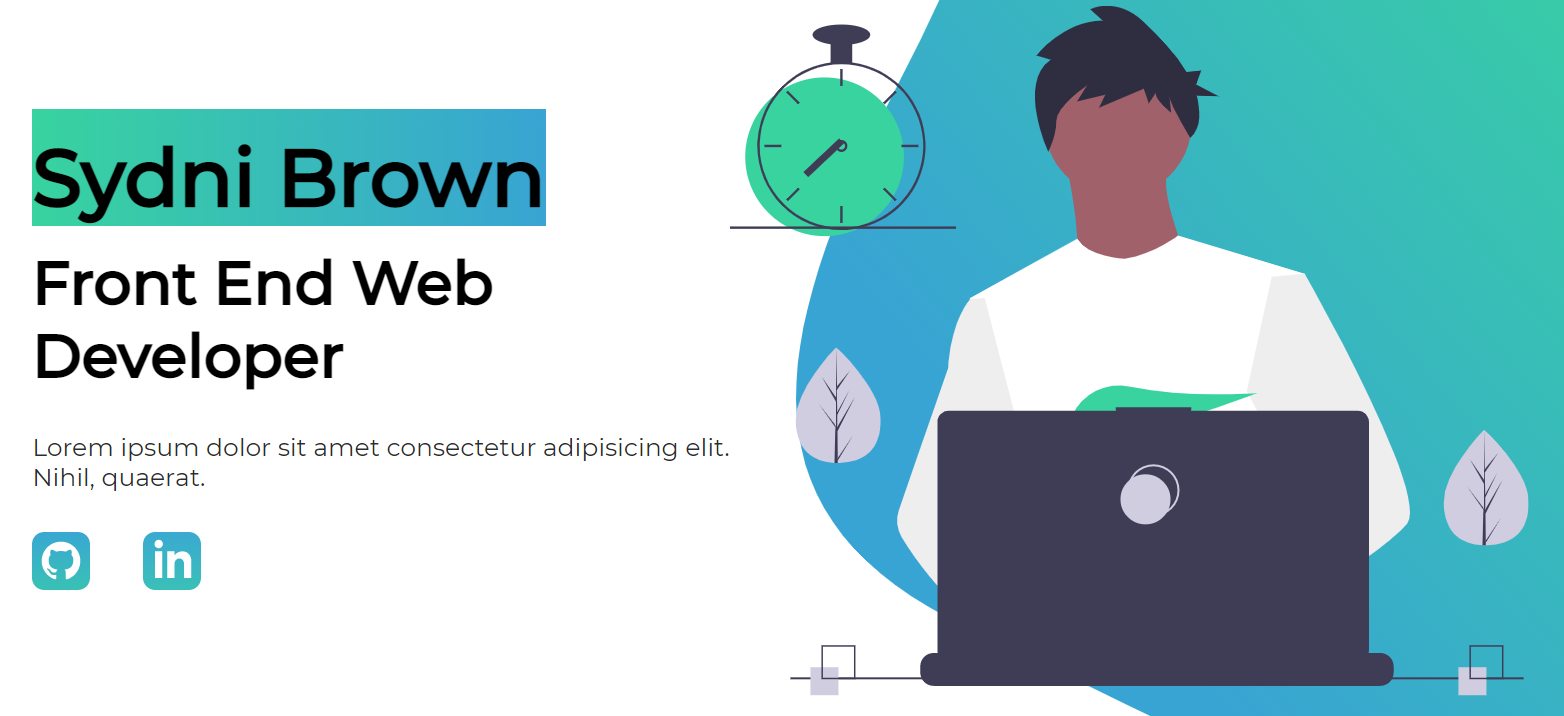 Sydni Brown
Front End Web
Developer
Lorem ipsum dolor sit amet consectetur adipisicing elit.
Nihil, quaerat.
in